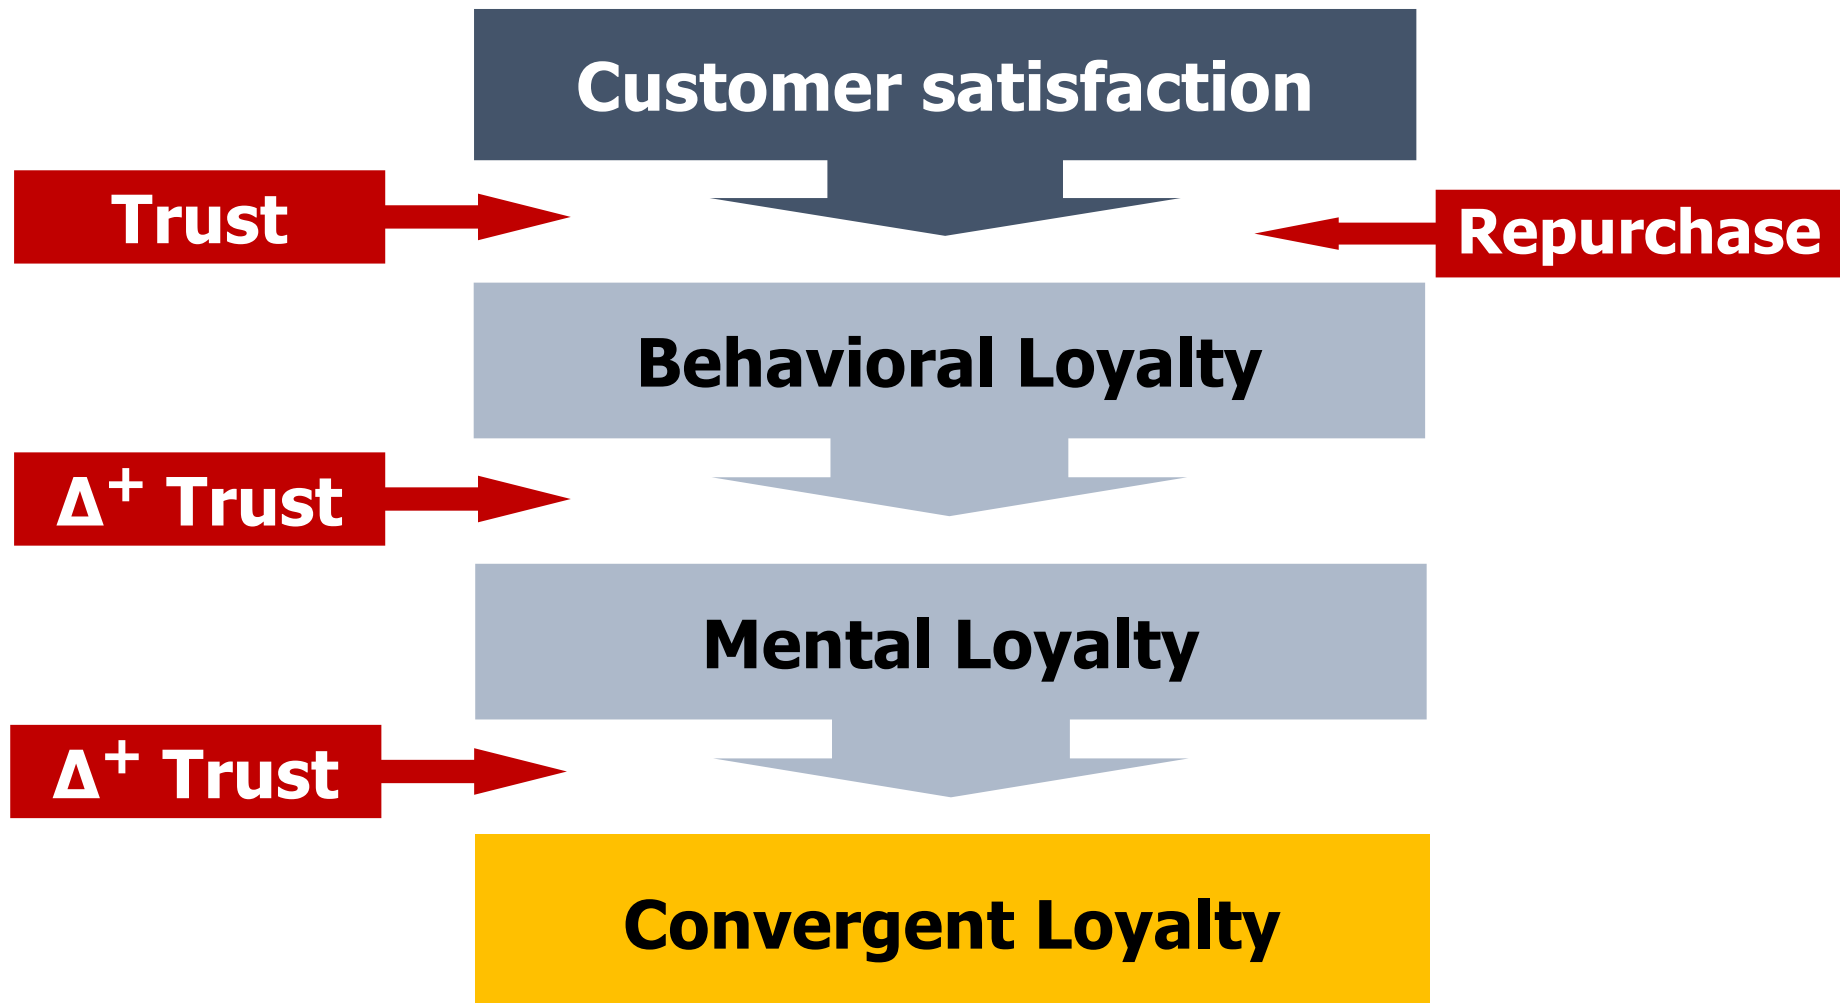 Customer satisfaction
Trust
Repurchase
Behavioral Loyalty
Δ⁺ Trust
Mental Loyalty
Δ⁺ Trust
Convergent Loyalty